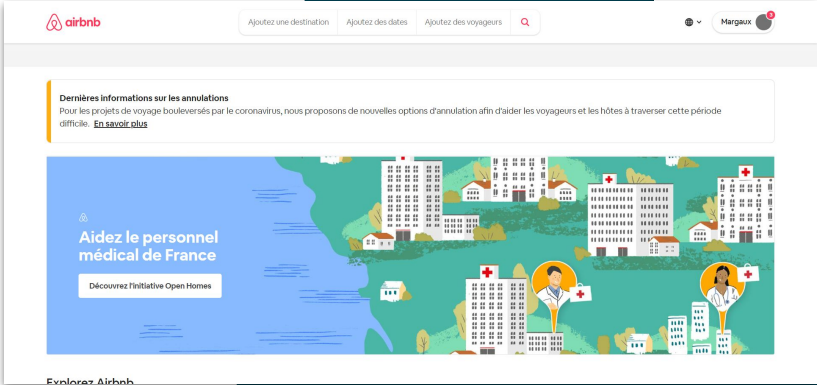 airbnb
Ajoutez une destination Ajoutez des dates Ajoutez des voyageurs
Margaux
3
Dernières informations sur les annulations
Pour les projets de voyage bouleversés par le coronavirus, nous proposons de nouvelles options d'annulation afin d'aider les voyageurs et les hôtes à traverser cette période
difficile. En savoir plus
Aidez le personnel
médical de France
Découvrez l'initiative Open Homes
Explorez Airbnb